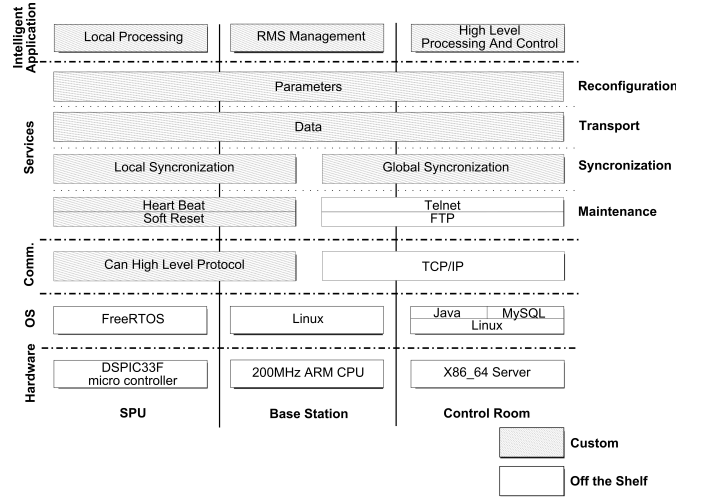 Intelligent
Application
Local Processing
RMS Management
High Level
Processing And Control
Parameters
Reconfiguration
Services
Data
Transport
Local Syncronization
Global Syncronization
Syncronization
Heart Beat
Soft Reset
Telnet
FTP
Maintenance
Comm.
Can High Level Protocol
TCP/IP
OS
FreeRTOS
Linux
Java
MySQL
Linux
Hardware
DSPIC33F
micro controller
200MHz ARM CPU
X86_64 Server
SPU
Base Station
Control Room
Custom
Off the Shelf